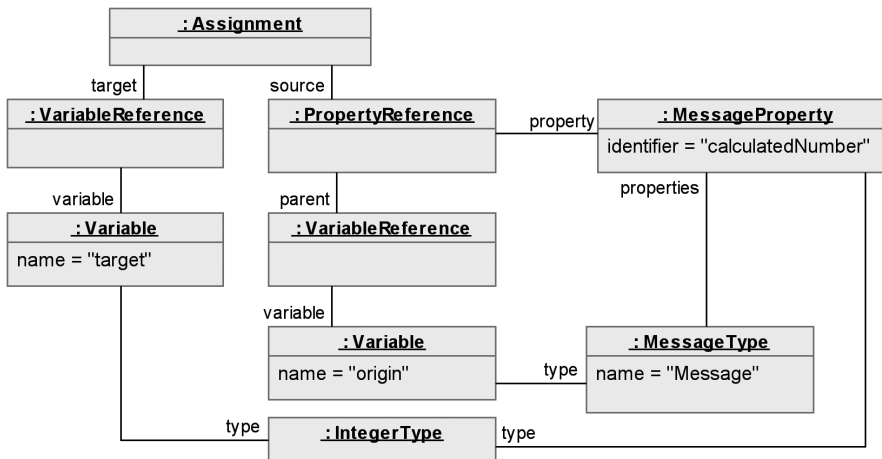 : Assignment
target
source
: VariableReference
: PropertyReference
property
: MessageProperty
identifier = "calculatedNumber"
variable
parent
properties
: Variable
name = "target"
: VariableReference
variable
: Variable
name = "origin"
type
: MessageType
name = "Message"
type
: IntegerType
type